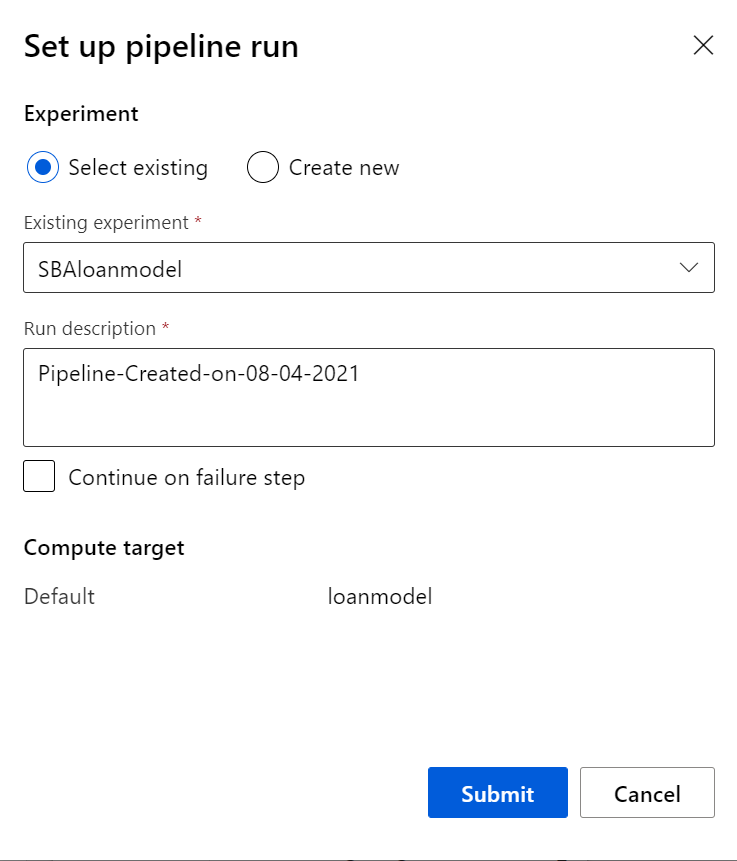 Set up pipeline run
Experiment
Select existing Create new
Existing experiment *
SBAloanmodel
Run description *
Pipeline-Created-on-08-04-2021
Continue on failure step
Compute target
Default loanmodel
Submit Cancel